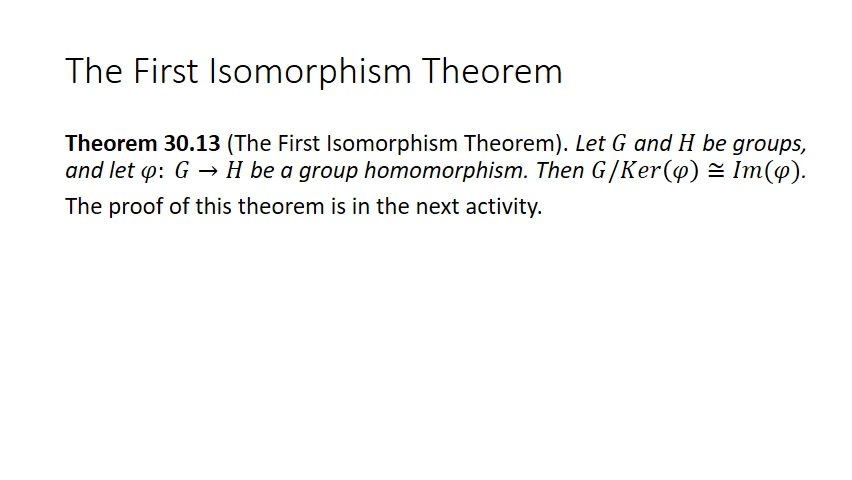 The First Isomorphism Theorem
Theorem 30.13 (The First Isomorphism Theorem). Let 𝐺 and 𝐻 be groups,
and let 𝜑: 𝐺 → 𝐻 be a group homomorphism. Then 𝐺/𝐾𝑒𝑟(𝜑) ≅ 𝐼𝑚(𝜑).
The proof of this theorem is in the next activity.